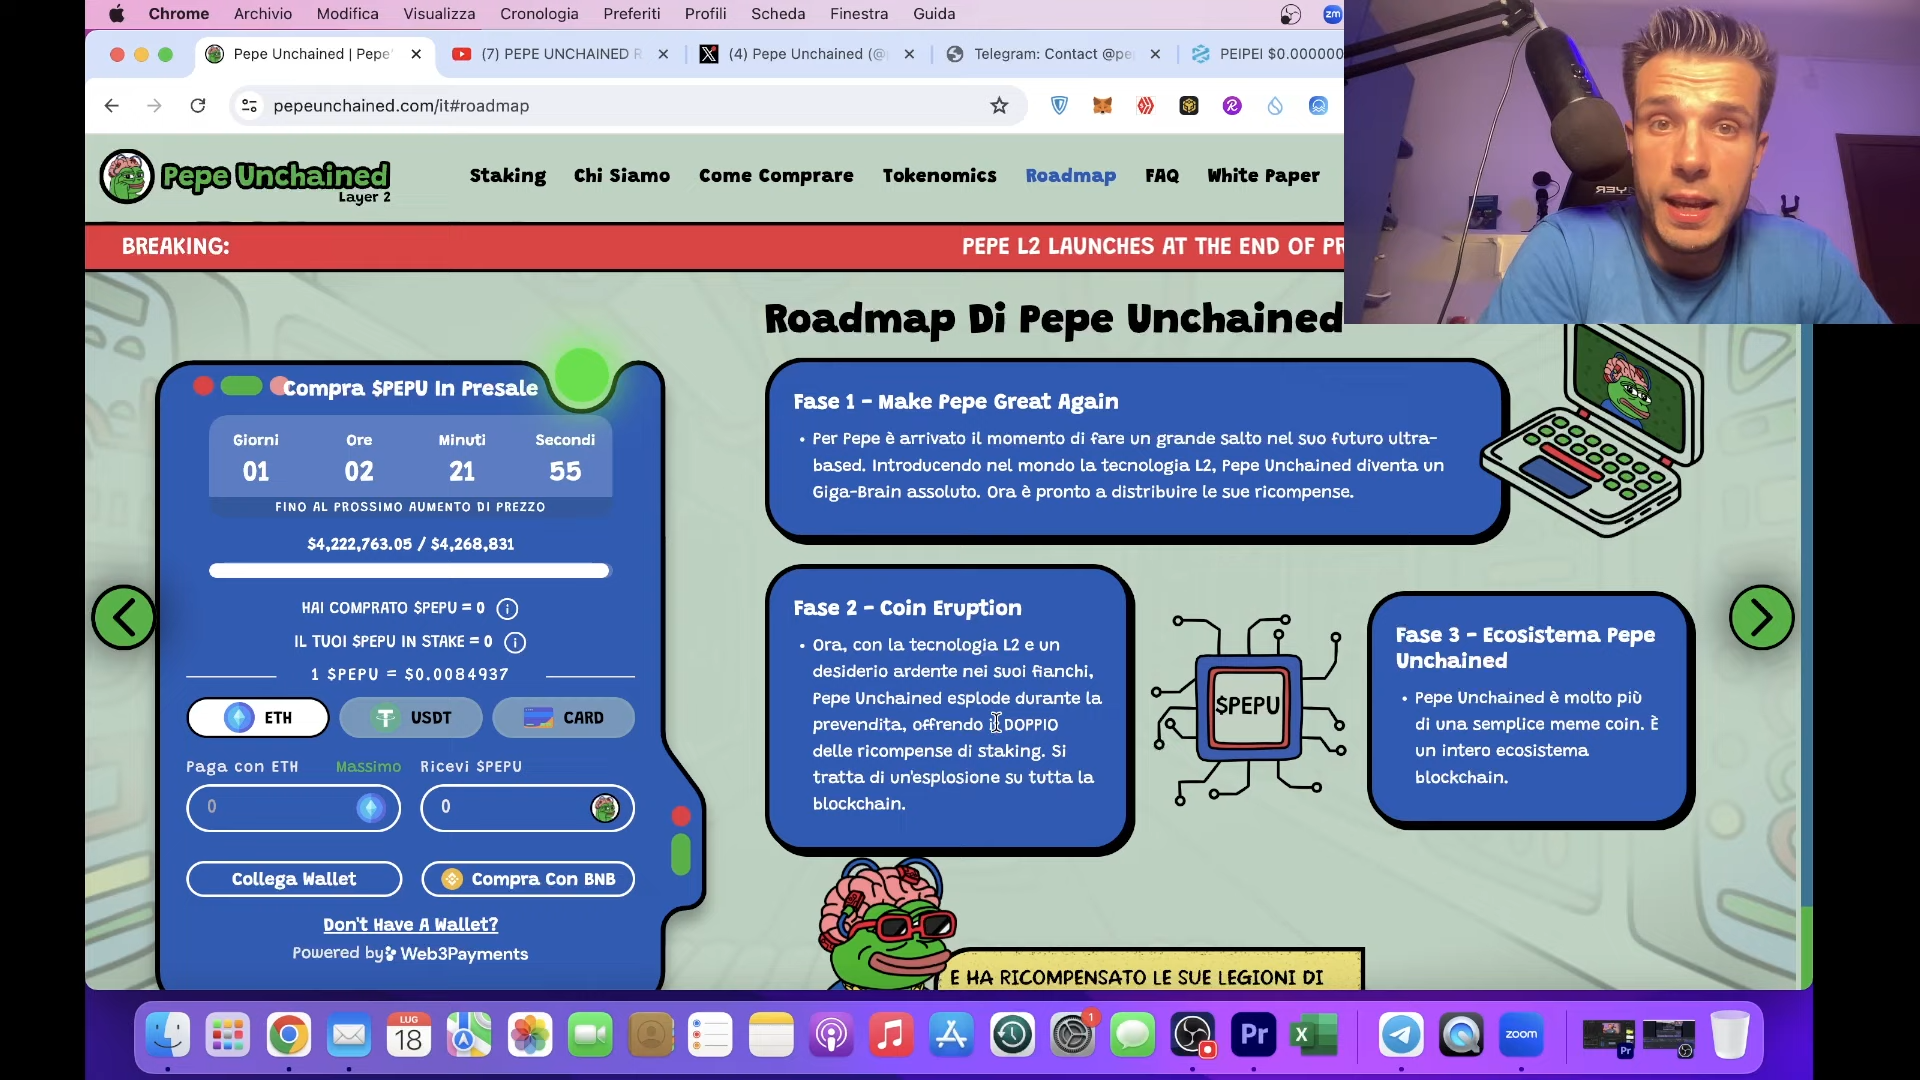 Chrome Archivio Modifica Visualizza Cronologia Preferiti Profili Scheda Finestra Guida
zm
Pepe Unchained | Pepe'
(7) PEPE UNCHAINED R
(4) Pepe Unchained (@
Telegram: Contact @pe
PEIPEI $0.000000
pepeunchained.com/it#roadmap
Pepe Unchained
Layer 2
Staking Chi Siamo Come Comprare Tokenomics Roadmap FAQ White Paper
BREAKING:
PEPE L2 LAUNCHES AT THE END OF PR
Roadmap Di Pepe Unchained
Compra $PEPU In Presale
Giorni Ore Minuti Secondi
01 02 21 55
FINO AL PROSSIMO AUMENTO DI PREZZO
$4,222,763.05 / $4,268,831
HAI COMPRATO $PEPU = 0
IL TUOI $PEPU IN STAKE = 0
1 $PEPU = $0.0084937
ETH USDT CARD
Paga con ETH Massimo Ricevi $PEPU
0 0
Collega Wallet Compra Con BNB
Don't Have A Wallet?
Powered by Web3Payments
Fase 1 - Make Pepe Great Again
• Per Pepe è arrivato il momento di fare un grande salto nel suo futuro ultra-
based. Introducendo nel mondo la tecnologia L2, Pepe Unchained diventa un
Giga-Brain assoluto. Ora è pronto a distribuire le sue ricompense.
Fase 2 - Coin Eruption
• Ora, con la tecnologia L2 e un
desiderio ardente nei suoi fianchi,
Pepe Unchained esplode durante la
prevendita, offrendo il DOPPIO
delle ricompense di staking. Si
tratta di un'esplosione su tutta la
blockchain.
$PEPU
Fase 3 - Ecosistema Pepe
Unchained
• Pepe Unchained è molto più
di una semplice meme coin. È
un intero ecosistema
blockchain.
E HA RICOMPENSATO LE SUE LEGIONI DI
LUG
18
1
Pr
zoom
Pr